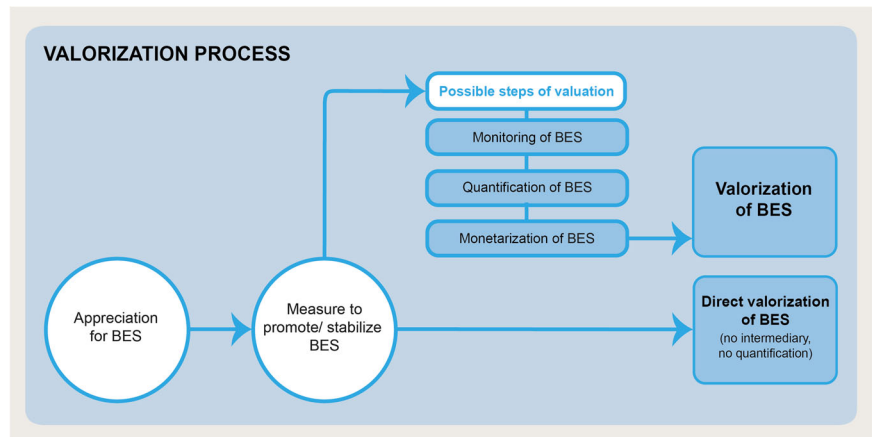 VALORIZATION PROCESS
Possible steps of valuation
Monitoring of BES
Quantification of BES
Monetarization of BES
Valorization
of BES
Appreciation
for BES
Measure to
promote/ stabilize
BES
Direct valorization
of BES
(no intermediary,
no quantification)